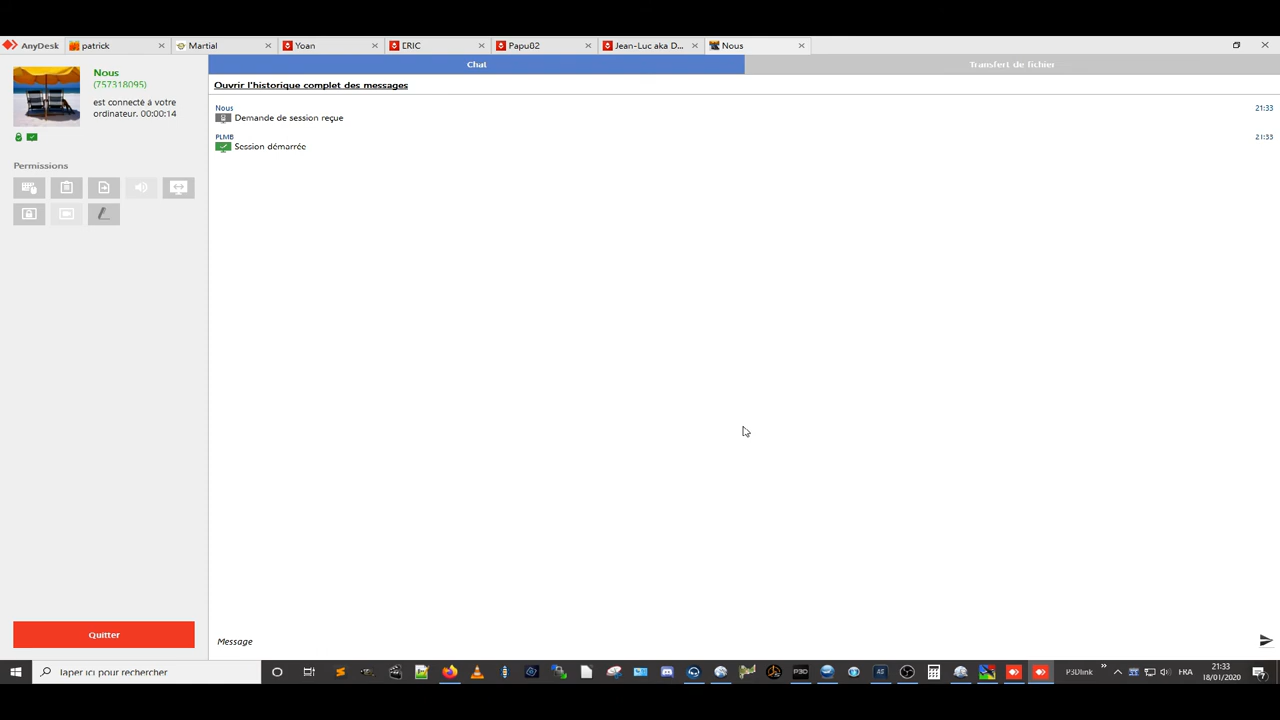 AnyDesk patrick Martial Yoan ERIC Papu02 Jean-Luc aka D... Nous
Nous
(757318095)
est connecté à votre
ordinateur. 00:00:14
Permissions
Quitter
Chat Transfert de fichier
Ouvrir l'historique complet des messages
Nous 21:33
Demande de session reçue
PLMB 21:33
Session démarrée
Message
Taper ici pour rechercher P3D P3Dlink FR 21:33
18/01/2020